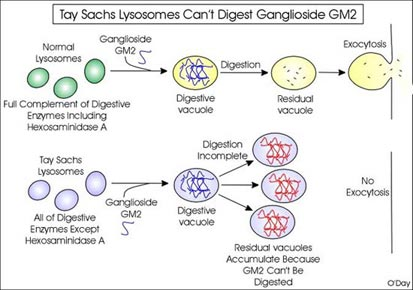 Tay Sachs Lysosomes Can't Digest Ganglioside GM2
Normal
Lysosomes
Full Complement of Digestive
Enzymes Including
Hexosaminidase A
Ganglioside
GM2
Digestive
vacuole
Digestion
Residual
vacuole
Exocytosis
Tay Sachs
Lysosomes
All of Digestive
Enzymes Except
Hexosaminidase A
Ganglioside
GM2
Digestive
vacuole
Digestion
Incomplete
Residual vacuoles
Accumulate Because
GM2 Can't Be
Digested
No
Exocytosis
O'Day